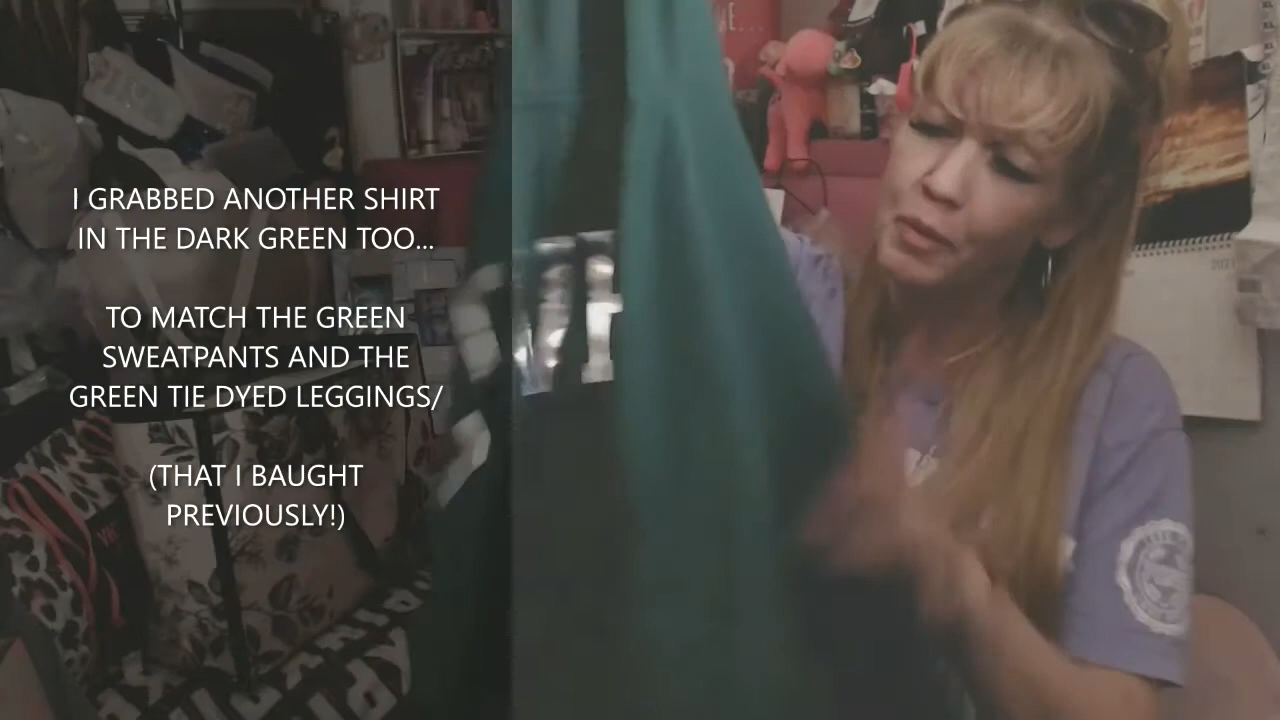 I GRABBED ANOTHER SHIRT
IN THE DARK GREEN TOO...
TO MATCH THE GREEN
SWEATPANTS AND THE
GREEN TIE DYED LEGGINGS/
(THAT I BAUGHT
PREVIOUSLY!)